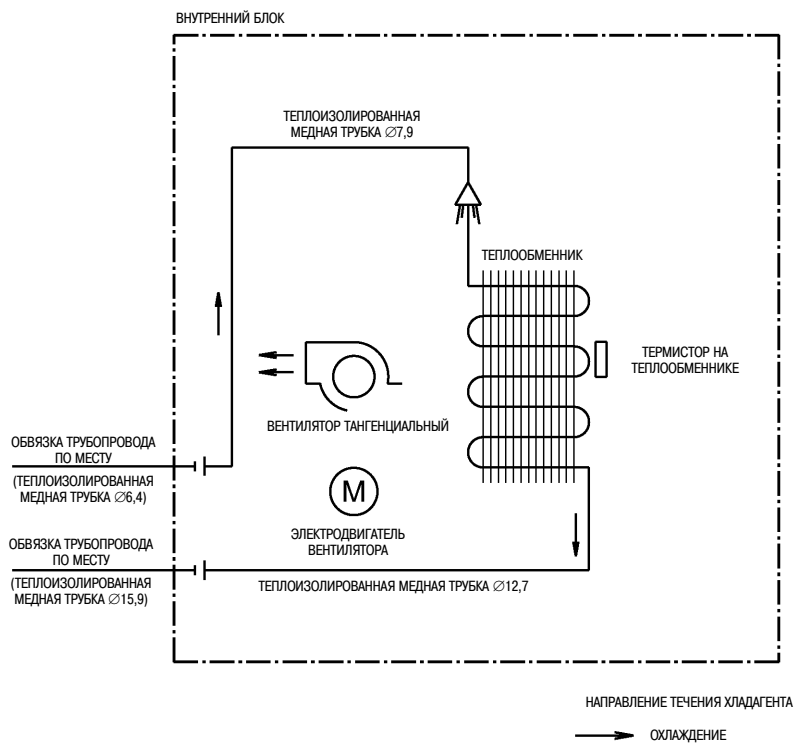 ВНУТРЕННИЙ БЛОК
ТЕПЛОИЗОЛИРОВАННАЯ
МЕДНАЯ ТРУБКА ∅7,9
ТЕПЛООБМЕННИК
ТЕРМИСТОР НА
ТЕПЛООБМЕННИКЕ
ВЕНТИЛЯТОР ТАНГЕНЦИАЛЬНЫЙ
ОБВЯЗКА ТРУБОПРОВОДА
ПО МЕСТУ
(ТЕПЛОИЗОЛИРОВАННАЯ
МЕДНАЯ ТРУБКА ∅6,4)
M
ЭЛЕКТРОДВИГАТЕЛЬ
ВЕНТИЛЯТОРА
ОБВЯЗКА ТРУБОПРОВОДА
ПО МЕСТУ
(ТЕПЛОИЗОЛИРОВАННАЯ
МЕДНАЯ ТРУБКА ∅15,9)
ТЕПЛОИЗОЛИРОВАННАЯ МЕДНАЯ ТРУБКА ∅12,7
НАПРАВЛЕНИЕ ТЕЧЕНИЯ ХЛАДАГЕНТА
ОХЛАЖДЕНИЕ